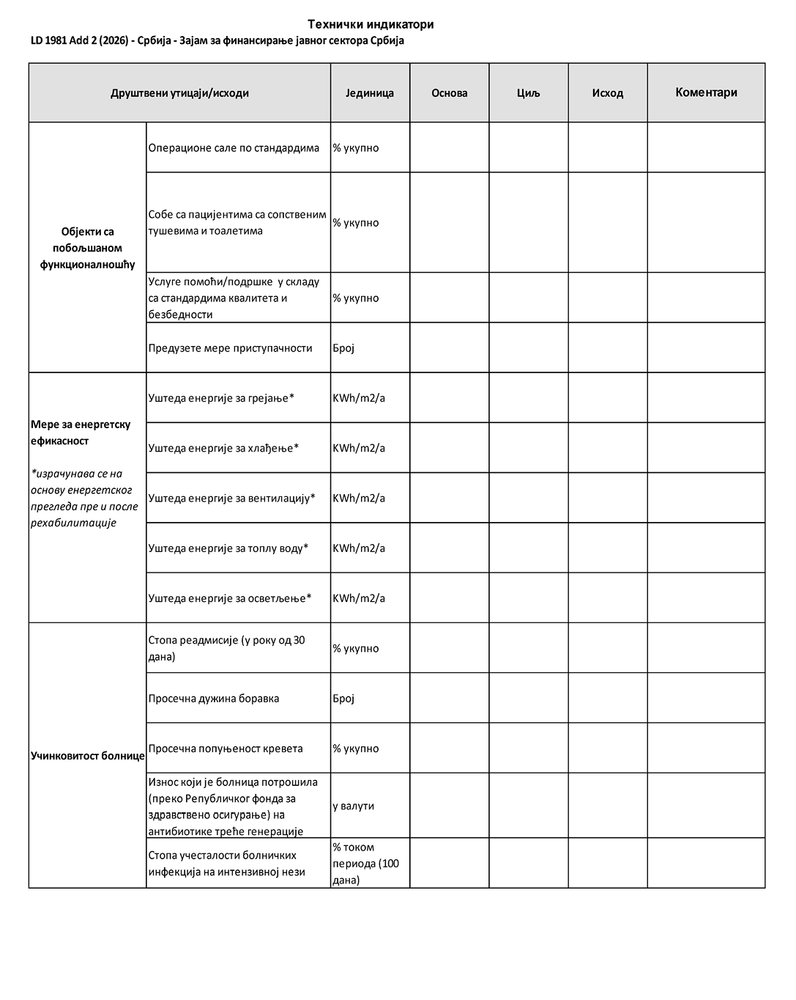 Технички индикатори
LD 1981 Add 2 (2026) - Србија - Зајам за финансирање јавног сектора Србија
Друштвени утицаји/исходи
Јединица
Основа
Циљ
Исход
Коментари
Објекти са
побољшаном
функционалношћу
Операционе сале по стандардима
% укупно
Собе са пацијентима са сопственим
тушевима и тоалетима
% укупно
Услуге помоћи/подршке у складу
са стандардима квалитета и
безбедности
% укупно
Предузете мере приступачности
Број
Мере за енергетску
ефикасност
*израчунава се на
основу енергетског
прегледа пре и после
рехабилитације
Уштеда енергије за грејање*
KWh/m2/a
Уштеда енергије за хлађење*
KWh/m2/a
Уштеда енергије за вентилацију*
KWh/m2/a
Уштеда енергије за топлу воду*
KWh/m2/a
Уштеда енергије за осветљење*
KWh/m2/a
Учинковитост болнице
Стопа реадмисије (у року од 30
дана)
% укупно
Просечна дужина боравка
Број
Просечна попуњеност кревета
% укупно
Износ који је болница потрошила
(преко Републичког фонда за
здравствено осигурање) на
антибиотике треће генерације
у валути
Стопа учесталости болничких
инфекција на интензивној нези
% током
периода (100
дана)